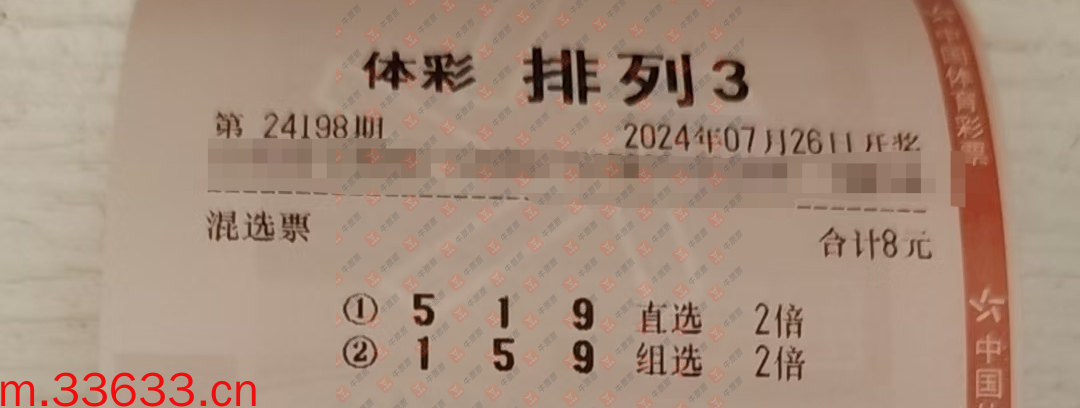 体彩 排列3
第 24198期 2024年07月26日开奖
混选票 合计8元
① 5 1 9 直选 2倍
② 1 5 9 组选 2倍
中国体育彩票
中国
m.33633.cn